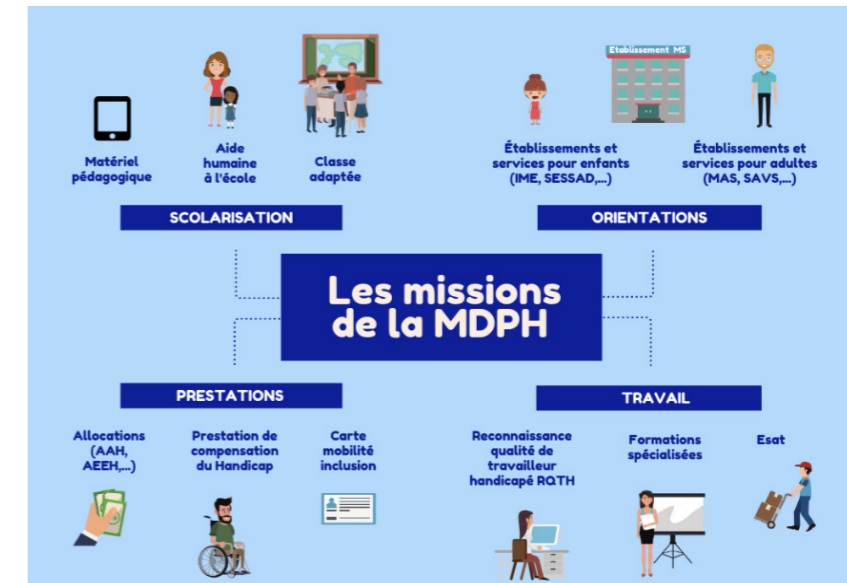 Etablissement MS
Matériel
pédagogique
Aide
humaine
à l'école
Classe
adaptée
Établissements et
services pour enfants
(IME, SESSAD,...)
Établissements et
services pour adultes
(MAS, SAVS,...)
SCOLARISATION
ORIENTATIONS
Les missions
de la MDPH
PRESTATIONS
TRAVAIL
Allocations
(AAH,
AEEH,...)
Prestation de
compensation
du Handicap
Carte
mobilité
inclusion
Reconnaissance
qualité de
travailleur
handicapé RQTH
Formations
spécialisées
Esat